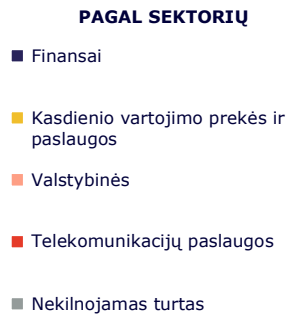 PAGAL SEKTORIŲ
Finansai
Kasdienio vartojimo prekės ir
paslaugos
Valstybinės
Telekomunikacijų paslaugos
Nekilnojamas turtas